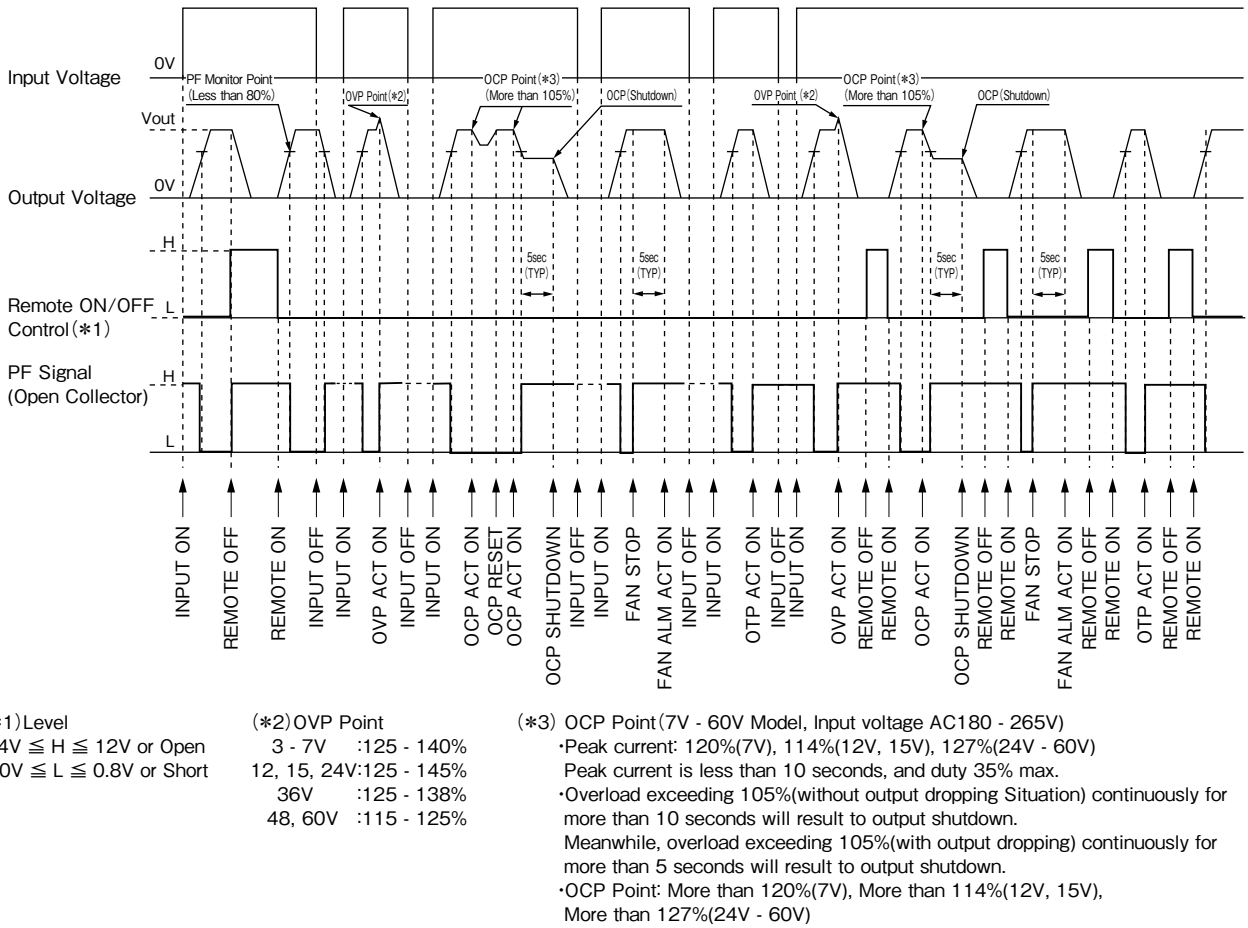 Input Voltage
0V
PF Monitor Point
(Less than 80%)
OVP Point(*2)
OCP Point(*3)
(More than 105%)
OCP(Shutdown)
OVP Point (*2)
OCP Point(*3)
(More than 105%)
OCP(Shutdown)
Vout
Output Voltage
0V
H
5sec
(TYP)
5sec
(TYP)
5sec
(TYP)
5sec
(TYP)
Remote ON/OFF
Control(*1)
L
PF Signal
(Open Collector)
H
L
INPUT ON
REMOTE OFF
REMOTE ON
INPUT OFF
INPUT ON
OVP ACT ON
INPUT OFF
INPUT ON
OCP ACT ON
OCP RESET
OCP ACT ON
OCP SHUTDOWN
INPUT OFF
INPUT ON
FAN STOP
FAN ALM ACT ON
INPUT OFF
INPUT ON
OTP ACT ON
INPUT OFF
INPUT ON
OVP ACT ON
REMOTE OFF
REMOTE ON
OCP ACT ON
OCP SHUTDOWN
REMOTE OFF
REMOTE ON
FAN STOP
FAN ALM ACT ON
REMOTE OFF
REMOTE ON
OTP ACT ON
REMOTE OFF
REMOTE ON
1)Level
4V ≦ H ≦ 12V or Open
0V ≦ L ≦ 0.8V or Short
(*2)OVP Point
3 - 7V :125 - 140%
12, 15, 24V:125 - 145%
36V :125 - 138%
48, 60V :115 - 125%
(*3) OCP Point(7V - 60V Model, Input voltage AC180 - 265V)
・Peak current: 120%(7V), 114%(12V, 15V), 127%(24V - 60V)
Peak current is less than 10 seconds, and duty 35% max.
・Overload exceeding 105%(without output dropping Situation) continuously for
more than 10 seconds will result to output shutdown.
Meanwhile, overload exceeding 105%(with output dropping) continuously for
more than 5 seconds will result to output shutdown.
・OCP Point: More than 120%(7V), More than 114%(12V, 15V),
More than 127%(24V - 60V)